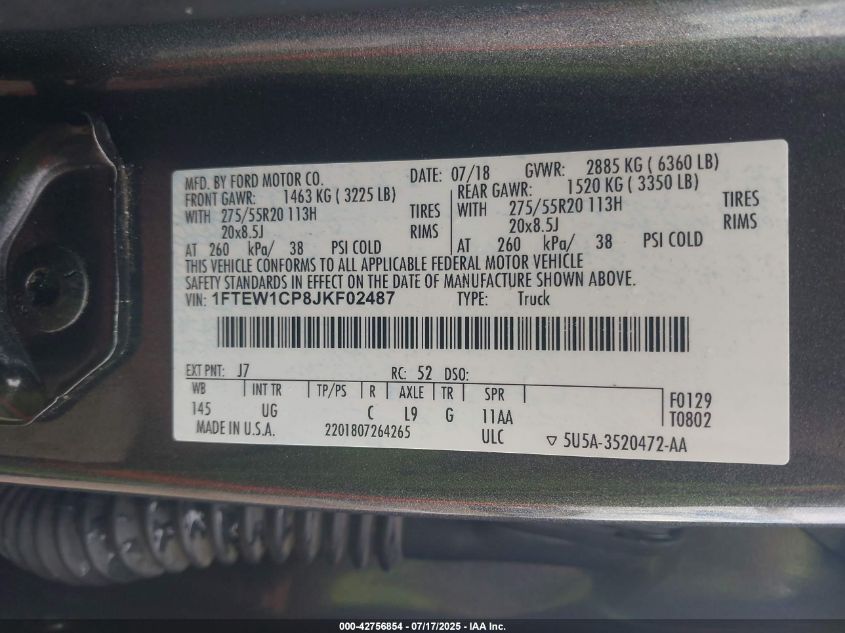 MFD. BY FORD MOTOR CO. DATE: 07/18 GVWR: 2885 KG ( 6360 LB)
FRONT GAWR: 1463 KG ( 3225 LB) REAR GAWR: 1520 KG ( 3350 LB)
WITH 275/55R20 113H TIRES WITH 275/55R20 113H TIRES
20x8.5J RIMS 20x8.5J RIMS
AT 260 kPa/ 38 PSI COLD AT 260 kPa/ 38 PSI COLD
THIS VEHICLE CONFORMS TO ALL APPLICABLE FEDERAL MOTOR VEHICLE
SAFETY STANDARDS IN EFFECT ON THE DATE OF MANUFACTURE SHOWN ABOVE.
VIN: 1FTEW1CP8JKF02487 TYPE: Truck
EXT PNT: J7 RC: 52 DSO:
WB INT TR TP/PS R AXLE TR SPR F0129
145 UG C L9 G 11AA T0802
MADE IN U.S.A. 2201807264265 ULC ▽ 5U5A-3520472-AA
000-42756854 / 07/17/2025 - IAA Inc.